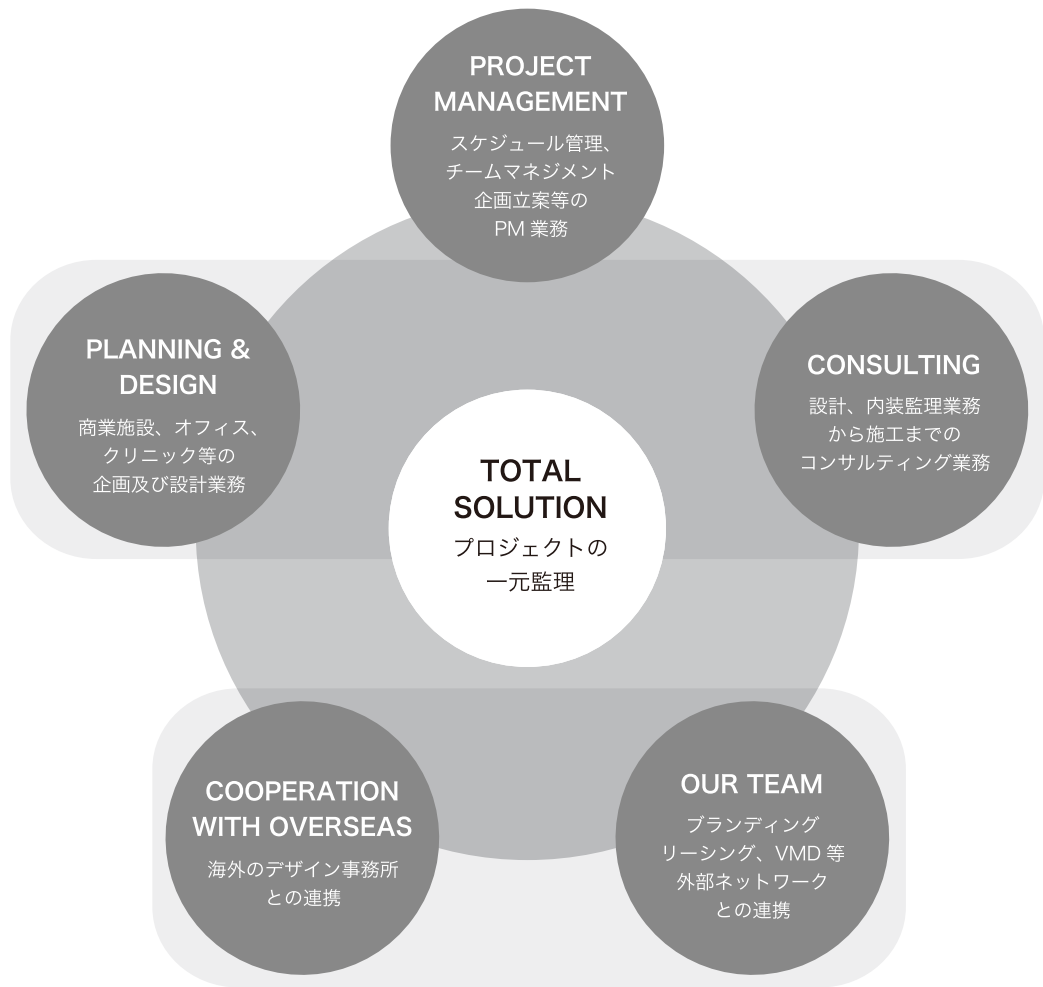 PROJECT
MANAGEMENT
スケジュール管理、
チームマネジメント
企画立案等の
PM 業務
PLANNING &
DESIGN
商業施設、オフィス、
クリニック等の
企画及び設計業務
CONSULTING
設計、内装監理業務
から施工までの
コンサルティング業務
TOTAL
SOLUTION
プロジェクトの
一元監理
COOPERATION
WITH OVERSEAS
海外のデザイン事務所
との連携
OUR TEAM
ブランディング
リーシング、VMD 等
外部ネットワーク
との連携